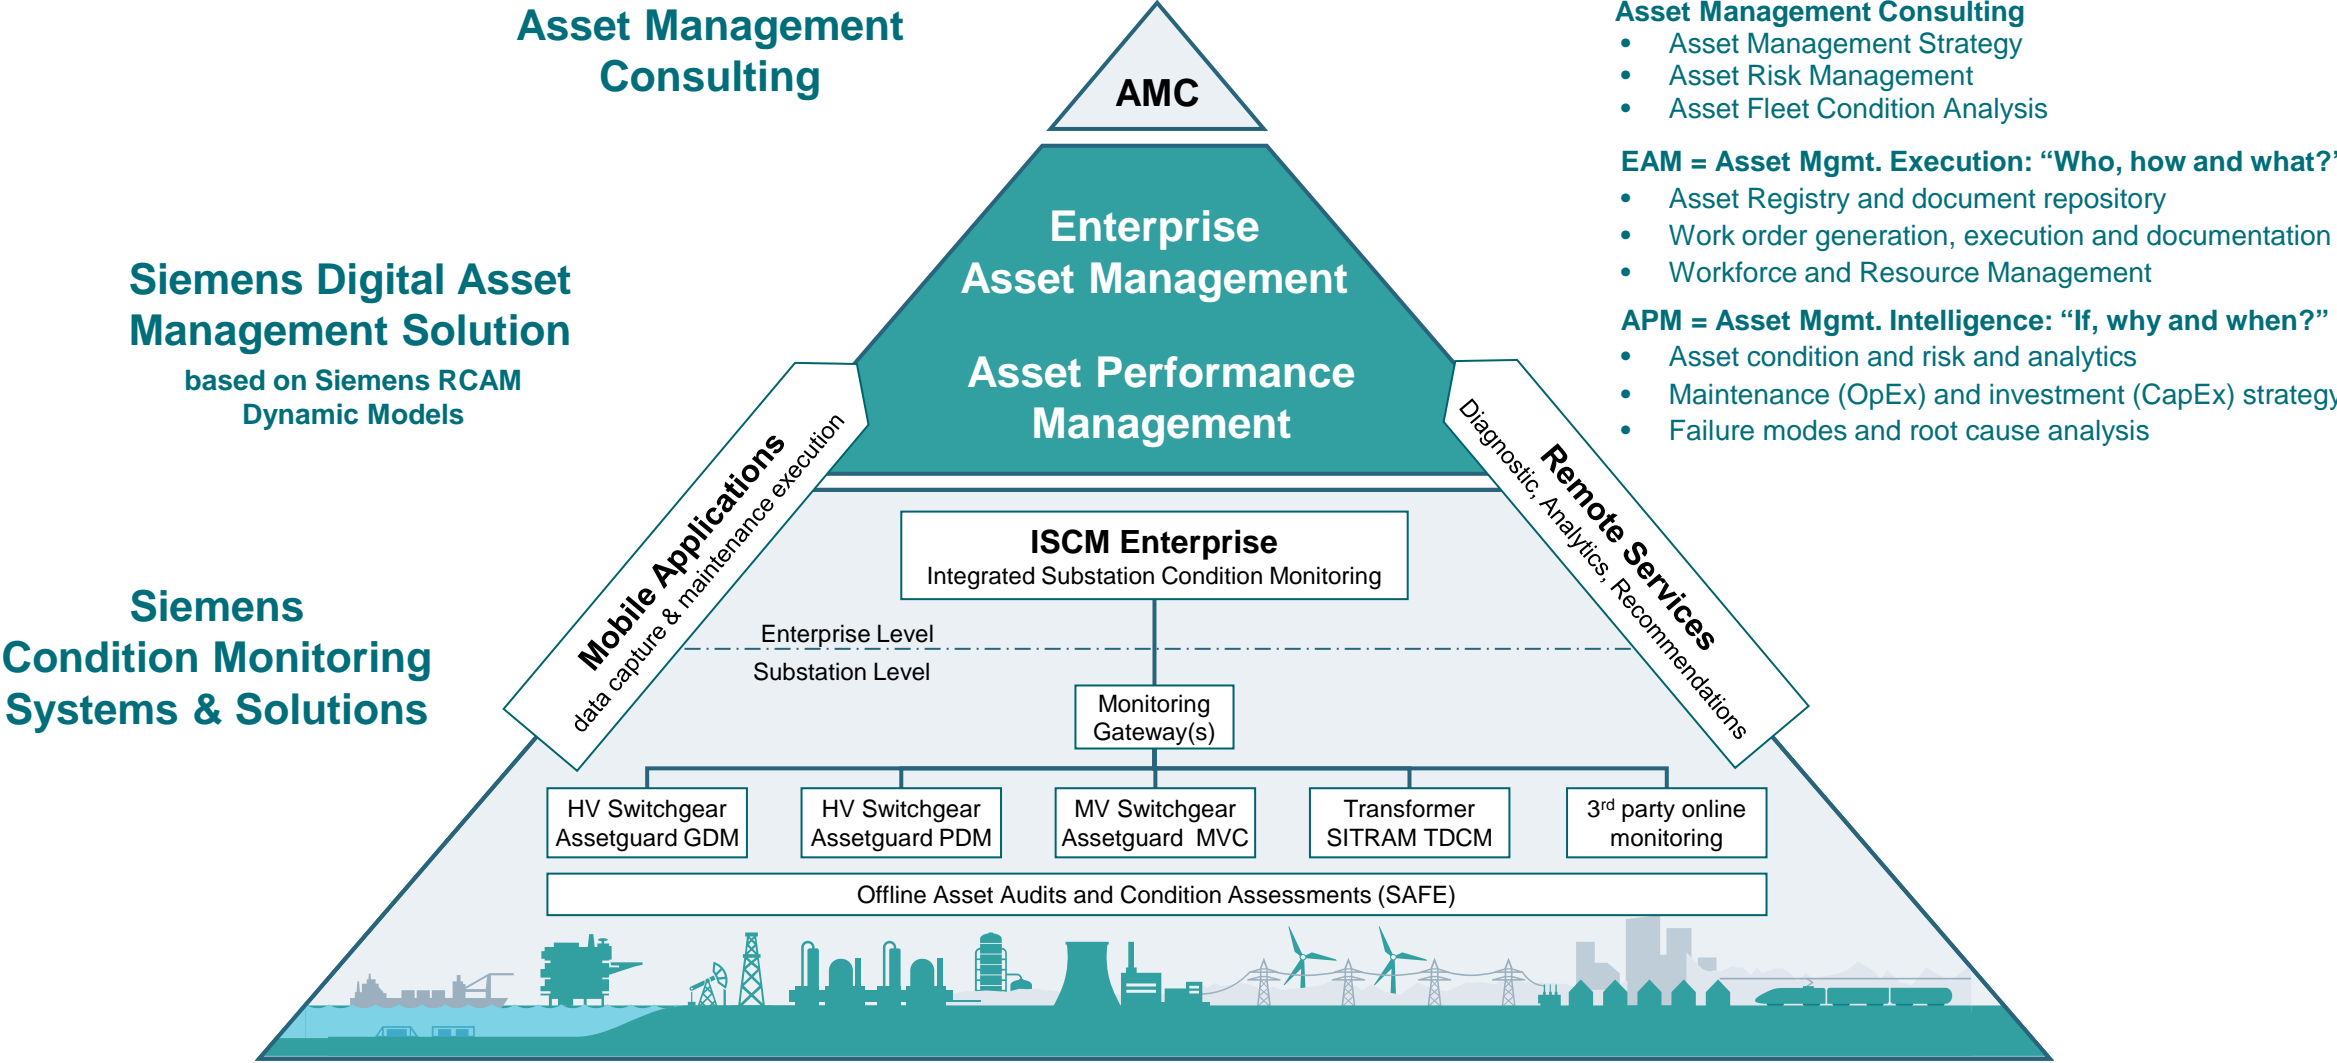 Asset Management
Consulting
Siemens Digital Asset
Management Solution
based on Siemens RCAM
Dynamic Models
Siemens
Condition Monitoring
Systems & Solutions
AMC
Enterprise
Asset Management
Asset Performance
Management
Mobile Applications
data capture & maintenance execution
Remote Services
Diagnostic, Analytics, Recommendations
ISCM Enterprise
Integrated Substation Condition Monitoring
Enterprise Level
Substation Level
Monitoring
Gateway(s)
HV Switchgear
Assetguard GDM
HV Switchgear
Assetguard PDM
MV Switchgear
Assetguard MVC
Transformer
SITRAM TDCM
3rd party online
monitoring
Offline Asset Audits and Condition Assessments (SAFE)
Asset Management Consulting
• Asset Management Strategy
• Asset Risk Management
• Asset Fleet Condition Analysis
EAM = Asset Mgmt. Execution: “Who, how and what?”
• Asset Registry and document repository
• Work order generation, execution and documentation
• Workforce and Resource Management
APM = Asset Mgmt. Intelligence: “If, why and when?”
• Asset condition and risk and analytics
• Maintenance (OpEx) and investment (CapEx) strategy
• Failure modes and root cause analysis